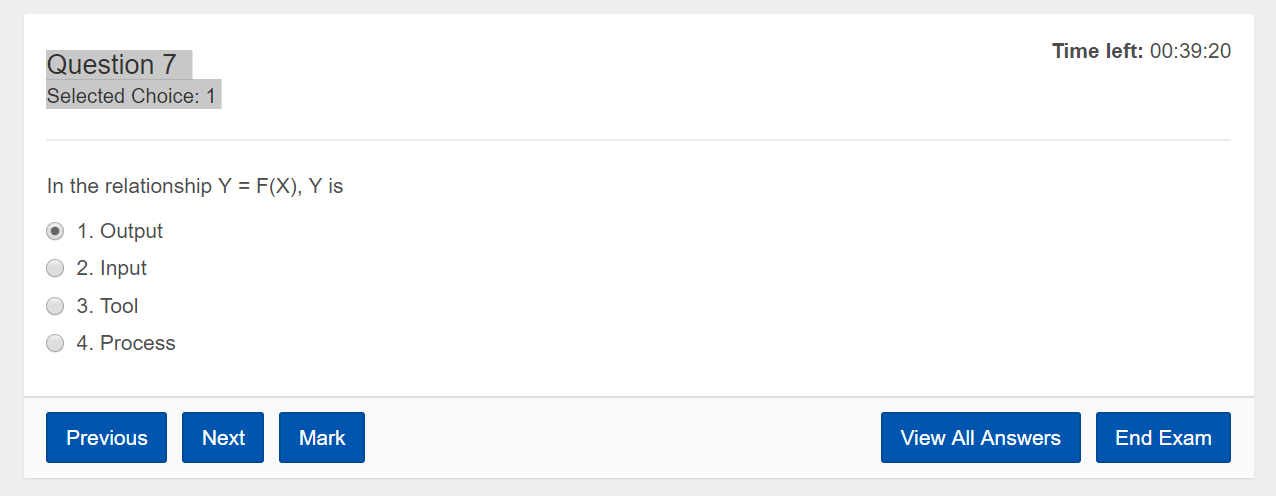 Question 7
Time left: 00:39:20
Selected Choice: 1
In the relationship Y = F(X), Y is
1. Output
2. Input
3. Tool
4. Process
Previous Next Mark View All Answers End Exam